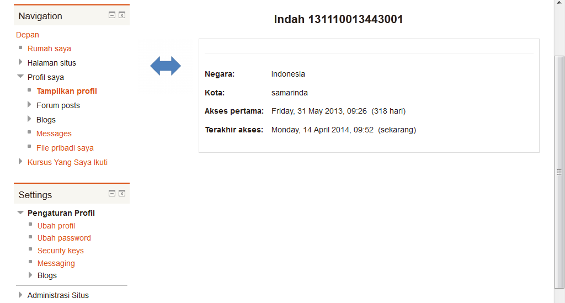 Navigation
Depan
Rumah saya
Halaman situs
Profil saya
Tampilkan profil
Forum posts
Blogs
Messages
File pribadi saya
Kursus Yang Saya Ikuti
Settings
Pengaturan Profil
Ubah profil
Ubah password
Security keys
Messaging
Blogs
Administrasi Situs
Indah 131110013443001
Negara: Indonesia
Kota: samarinda
Akses pertama: Friday, 31 May 2013, 09:26 (318 hari)
Terakhir akses: Monday, 14 April 2014, 09:52 (sekarang)